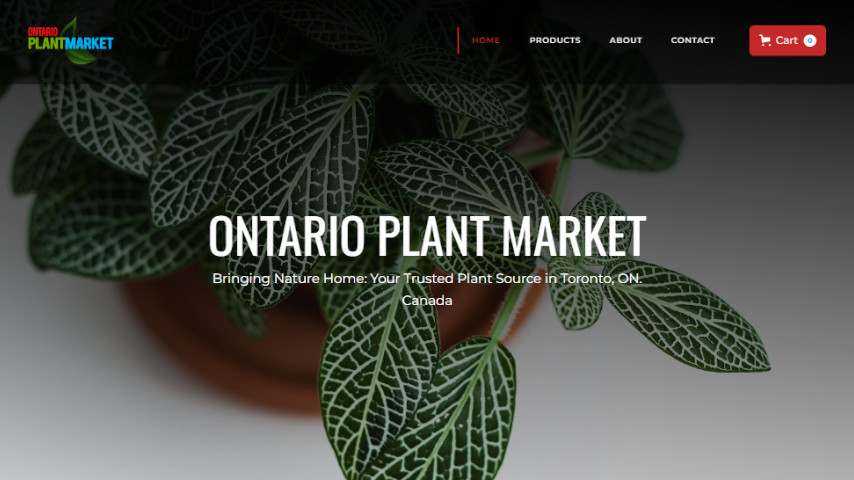 ONTARIO
PLANTMARKET
HOME
PRODUCTS
ABOUT
CONTACT
Cart 0
ONTARIO PLANT MARKET
Bringing Nature Home: Your Trusted Plant Source in Toronto, ON.
Canada